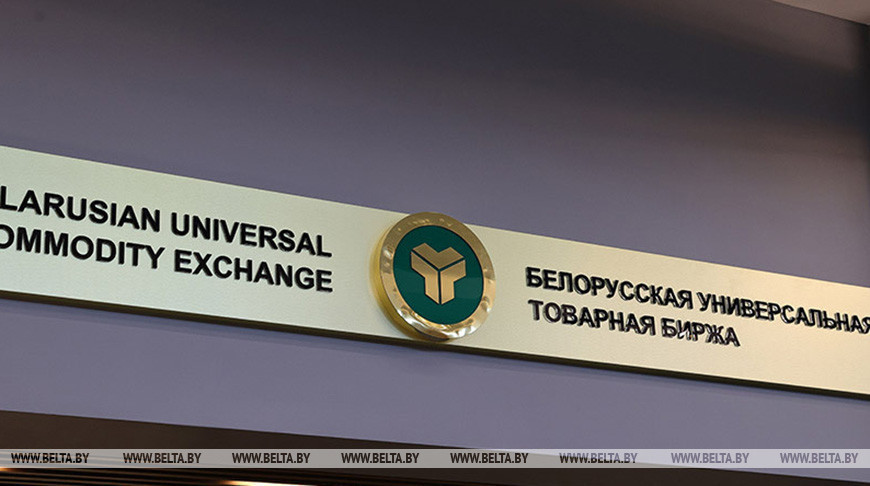 LARUSIAN UNIVERSAL
OMMODITY EXCHANGE
БЕЛОРУССКАЯ УНИВЕРСАЛЬНАЯ
ТОВАРНАЯ БИРЖА
WWW.BELTA.BY WWW.BELTA.BY WWW.BELTA.BY WWW.BELTA.BY WWW.BELTA.BY WWW.BELTA.BY WWW.BELTA.BY WWW.BELTA.BY